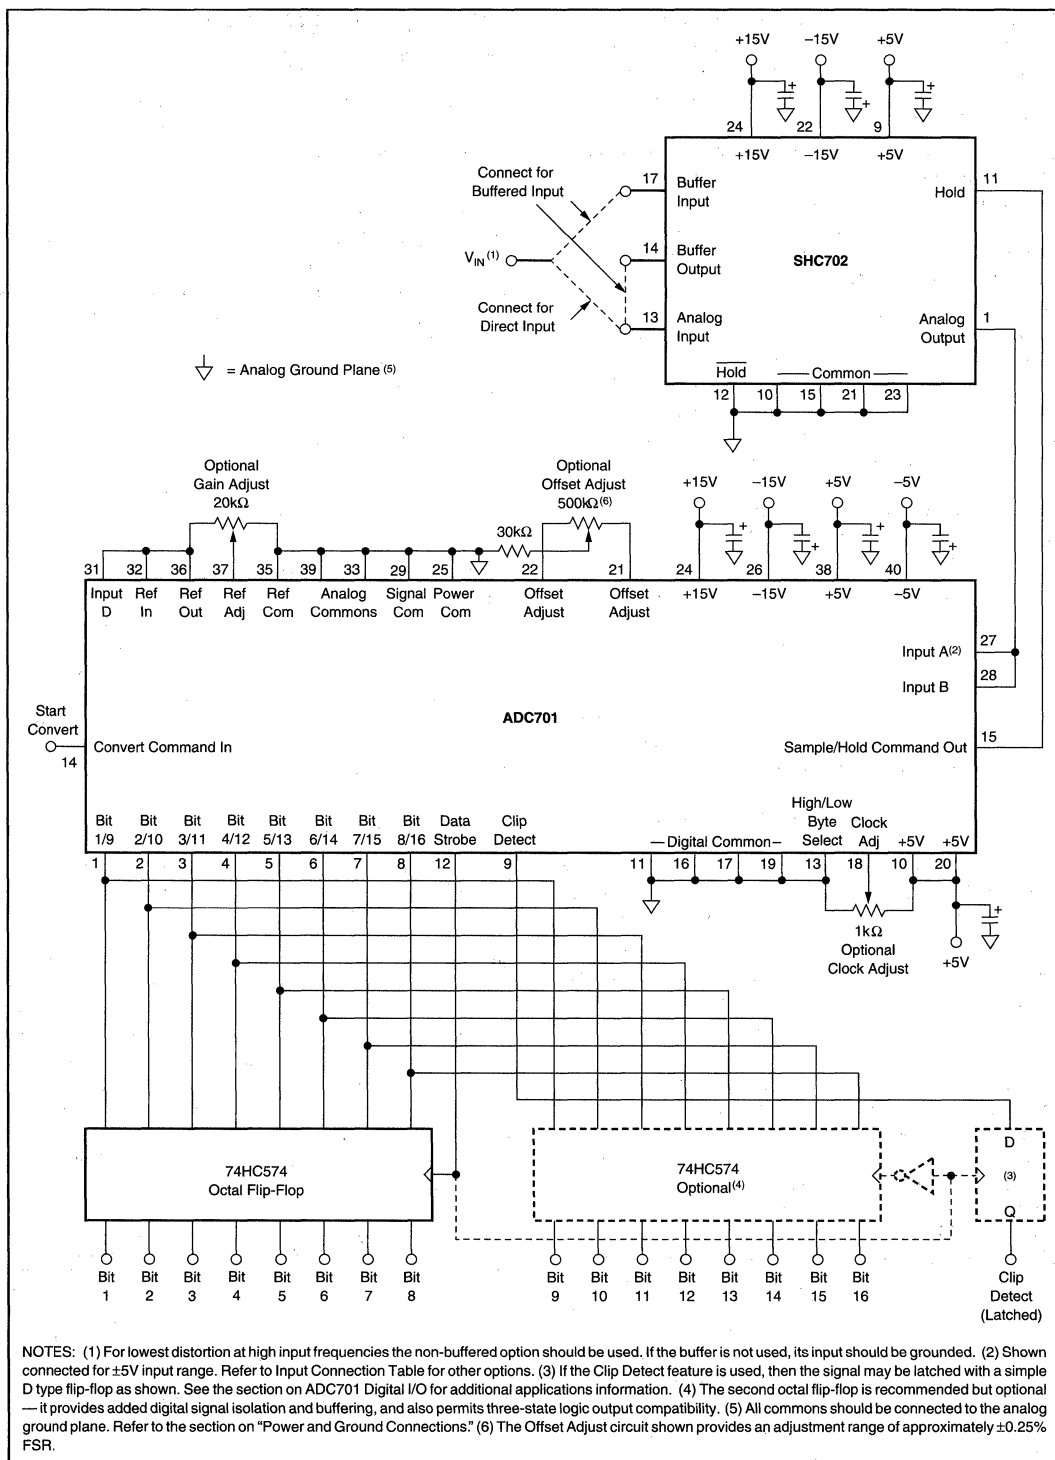 +15V −15V +5V
24 22 9
+15V −15V +5V
Connect for
Buffered Input
17 Buffer
Input
Hold 11
VIN (1)
14 Buffer
Output
SHC702
Connect for
Direct Input
13 Analog
Input
Analog
Output 1
= Analog Ground Plane (5)
Hold Common
12 10 15 21 23
Optional
Gain Adjust
20kΩ
Optional
Offset Adjust
500kΩ(6)
30kΩ
+15V −15V +5V −5V
31 32 36 37 35 39 33 29 25 22 21 24 26 38 40
Input
D
Ref
In
Ref
Out
Ref
Adj
Ref
Com
Analog
Commons
Signal
Com
Power
Com
Offset
Adjust
Offset
Adjust
+15V −15V +5V −5V
Input A(2) 27
Input B 28
Start
Convert
ADC701
14 Convert Command In
Sample/Hold Command Out 15
Bit
1/9
Bit
2/10
Bit
3/11
Bit
4/12
Bit
5/13
Bit
6/14
Bit
7/15
Bit
8/16
Data
Strobe
Clip
Detect
Digital Common
High/Low
Byte
Select
Clock
Adj
+5V +5V
1 2 3 4 5 6 7 8 12 9 11 16 17 19 13 18 10 20
1kΩ
Optional
Clock Adjust
+5V
74HC574
Octal Flip-Flop
74HC574
Optional(4)
D
(3)
Q
Bit
1
Bit
2
Bit
3
Bit
4
Bit
5
Bit
6
Bit
7
Bit
8
Bit
9
Bit
10
Bit
11
Bit
12
Bit
13
Bit
14
Bit
15
Bit
16
Clip
Detect
(Latched)
NOTES: (1) For lowest distortion at high input frequencies the non-buffered option should be used. If the buffer is not used, its input should be grounded. (2) Shown
connected for ±5V input range. Refer to Input Connection Table for other options. (3) If the Clip Detect feature is used, then the signal may be latched with a simple
D type flip-flop as shown. See the section on ADC701 Digital I/O for additional applications information. (4) The second octal flip-flop is recommended but optional
— it provides added digital signal isolation and buffering, and also permits three-state logic output compatibility. (5) All commons should be connected to the analog
ground plane. Refer to the section on “Power and Ground Connections.” (6) The Offset Adjust circuit shown provides an adjustment range of approximately ±0.25%
FSR.